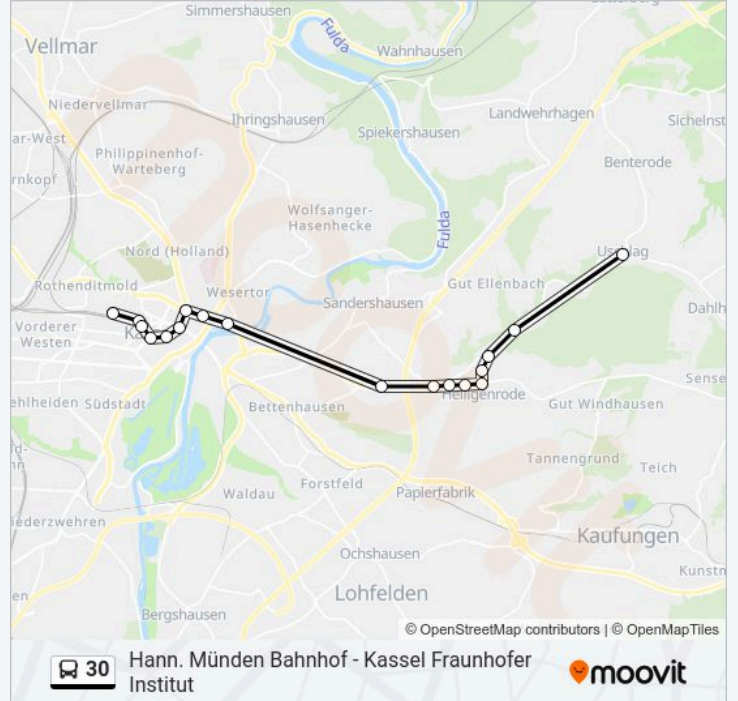 Simmershausen
Vellmar
Fulda
Wahnhausen
Niedervellmar
Ihringshausen
Landwehrhagen
Sichelnst
ar-West
Spiekershausen
Philippinenhof-
Warteberg
Benterode
rnkopf
Wolfsanger-
Hasenhecke
Fulda
Nord (Holland)
Rothenditmold
Wesertor
Gut Ellenbach
Sandershausen
Dahlh
Vorderer
Westen
ehlheiden
Südstadt
Bettenhausen
Heiligenrode
Gut Windhausen
Sense
Tannengrund
Teich
Forstfeld
Waldau
Papierfabrik
iederzwehren
Kaufungen
Ochshausen
Kunstm
Lohfelden
en
Bergshausen
© OpenStreetMap contributors | © OpenMapTiles
30
Hann. Münden Bahnhof - Kassel Fraunhofer
Institut
moovit